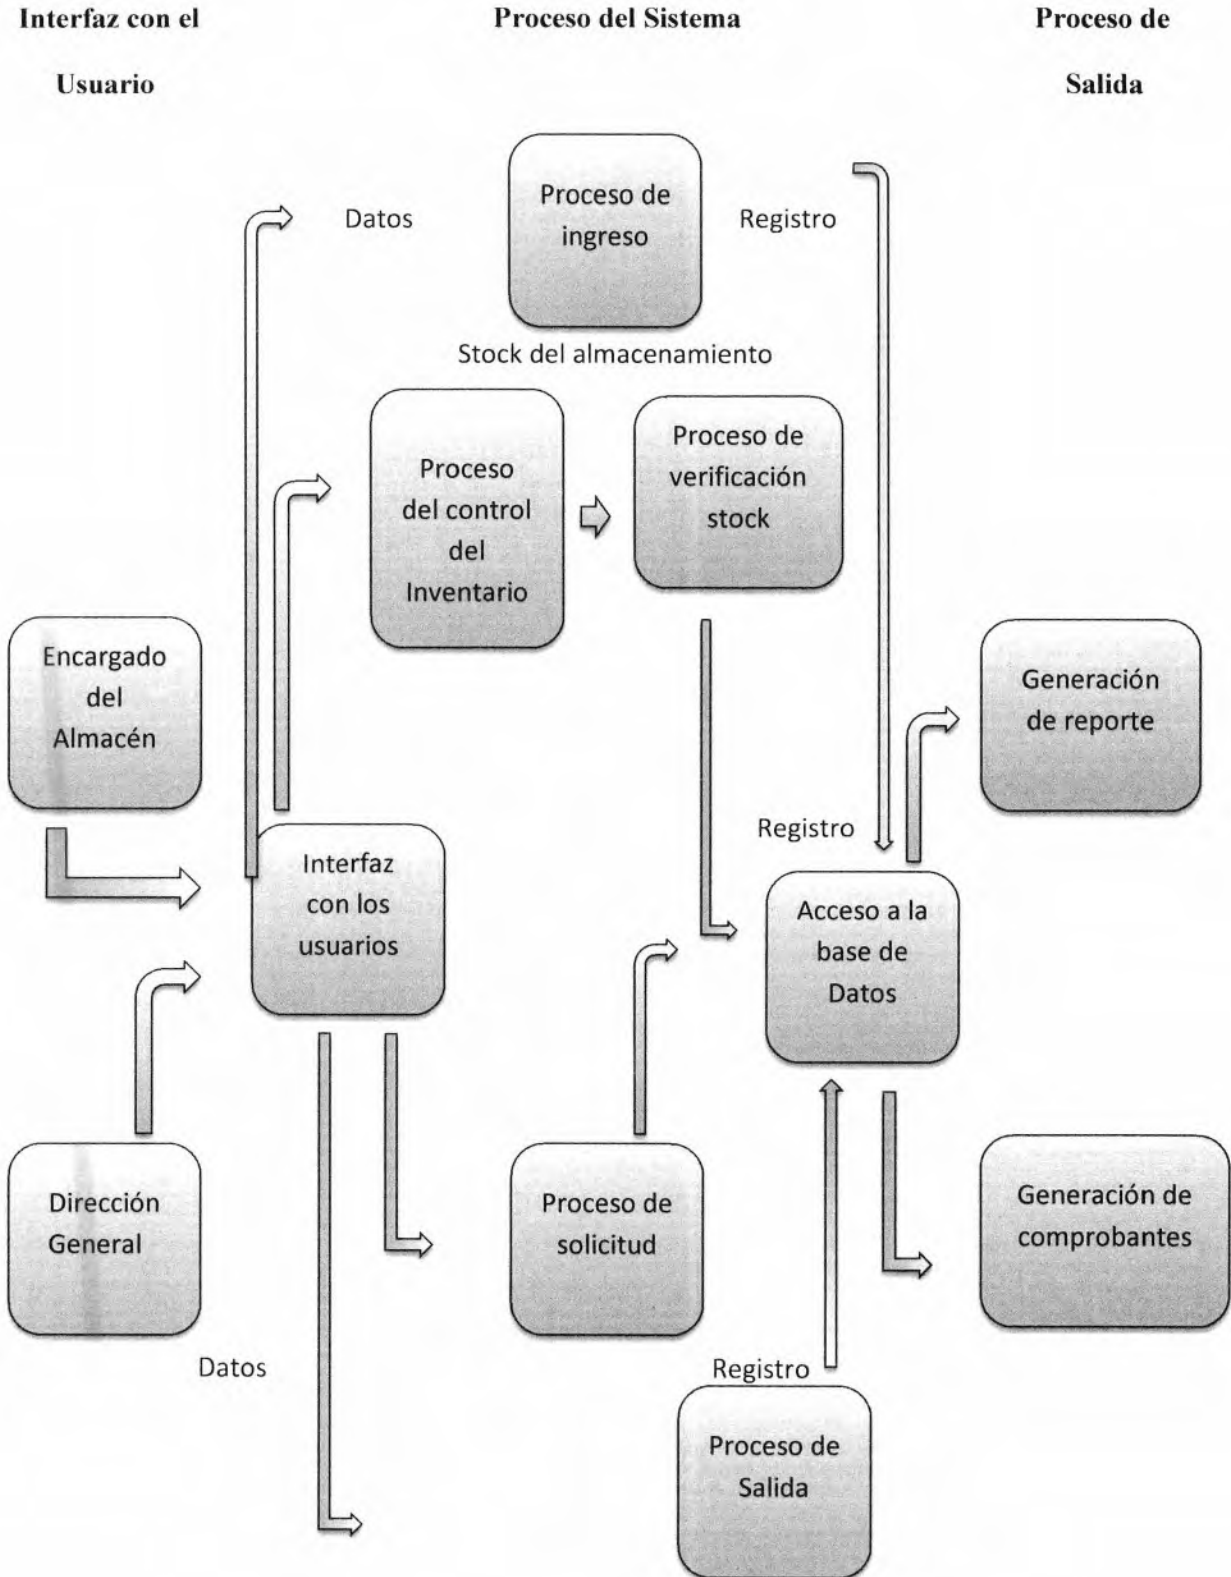 Interfaz con el
Usuario
Proceso del Sistema
Proceso de
Salida
Datos
Proceso de
ingreso
Registro
Stock del almacenamiento
Proceso
del control
del
Inventario
Proceso de
verificación
stock
Encargado
del
Almacén
Generación
de reporte
Registro
Interfaz
con los
usuarios
Acceso a la
base de
Datos
Dirección
General
Proceso de
solicitud
Generación de
comprobantes
Datos
Registro
Proceso de
Salida